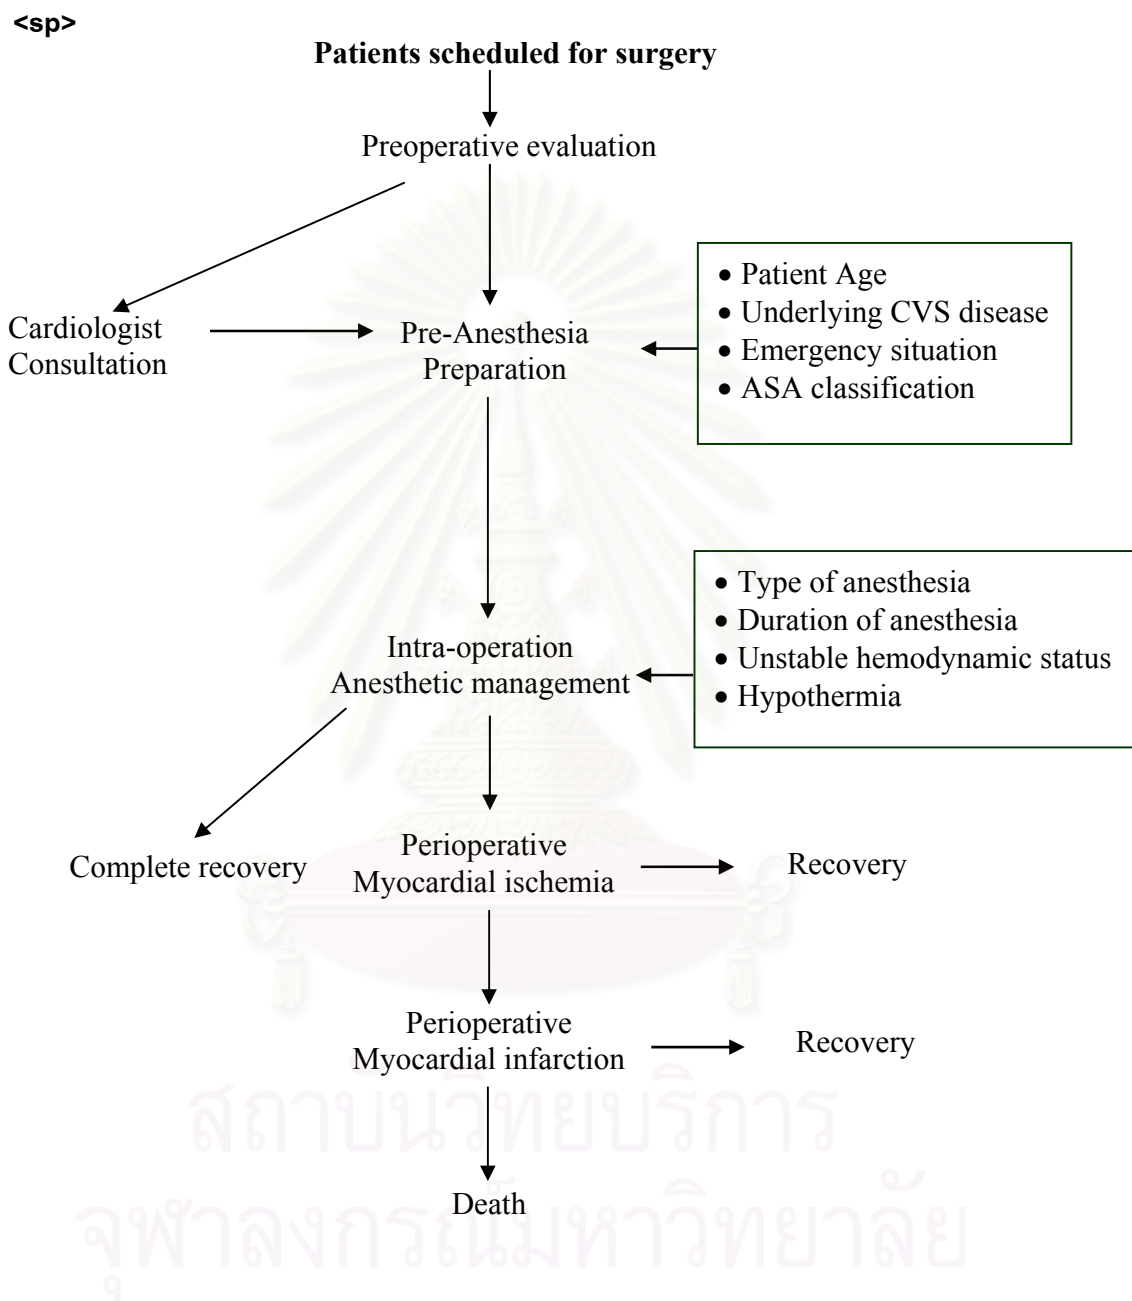 <sp>
Patients scheduled for surgery
Preoperative evaluation
Cardiologist
Consultation
Pre-Anesthesia
Preparation
• Patient Age
• Underlying CVS disease
• Emergency situation
• ASA classification
Intra-operation
Anesthetic management
• Type of anesthesia
• Duration of anesthesia
• Unstable hemodynamic status
• Hypothermia
Complete recovery
Perioperative
Myocardial ischemia
Recovery
Perioperative
Myocardial infarction
Recovery
Death
สถาบันวิทยบริการ
จุฬาลงกรณ์มหาวิทยาลัย